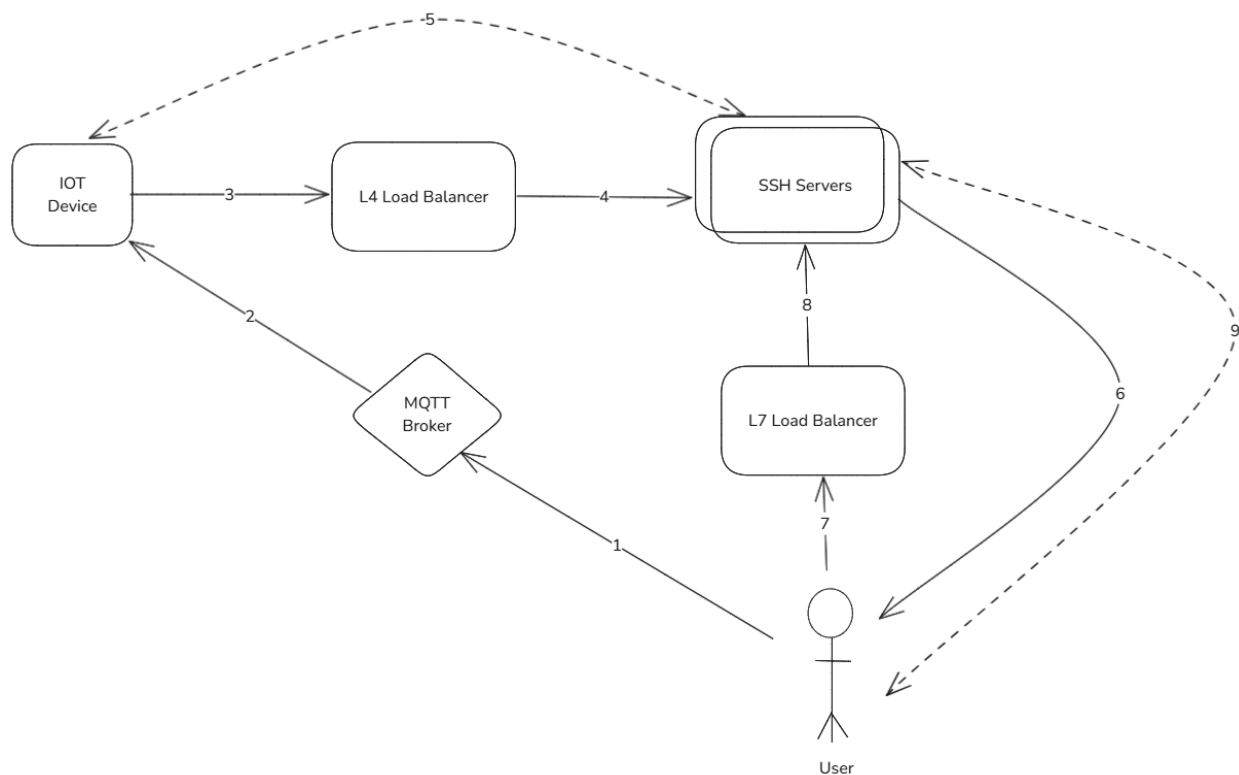 5
IOT
Device
3
L4 Load Balancer
4
SSH Servers
2
8
9
MQTT
Broker
6
L7 Load Balancer
7
1
User